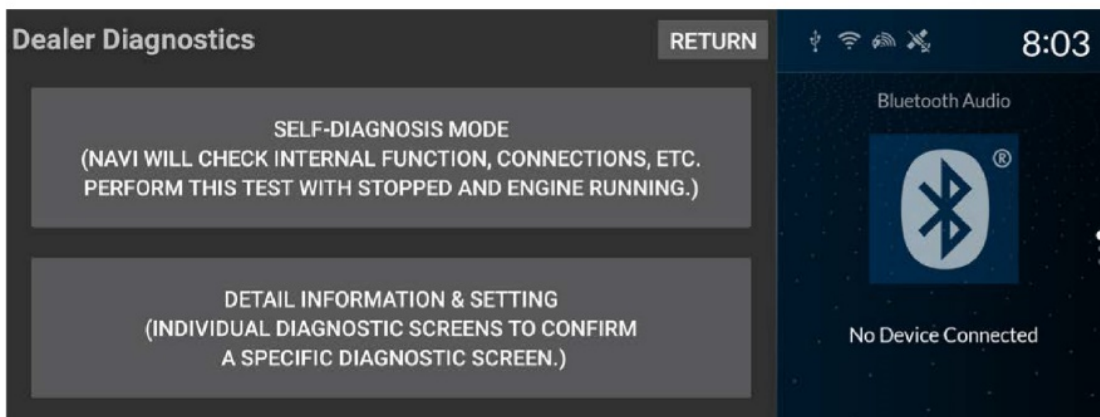 Dealer Diagnostics
RETURN
SELF-DIAGNOSIS MODE
(NAVI WILL CHECK INTERNAL FUNCTION, CONNECTIONS, ETC.
PERFORM THIS TEST WITH STOPPED AND ENGINE RUNNING.)
DETAIL INFORMATION & SETTING
(INDIVIDUAL DIAGNOSTIC SCREENS TO CONFIRM
A SPECIFIC DIAGNOSTIC SCREEN.)
8:03
Bluetooth Audio
®
No Device Connected